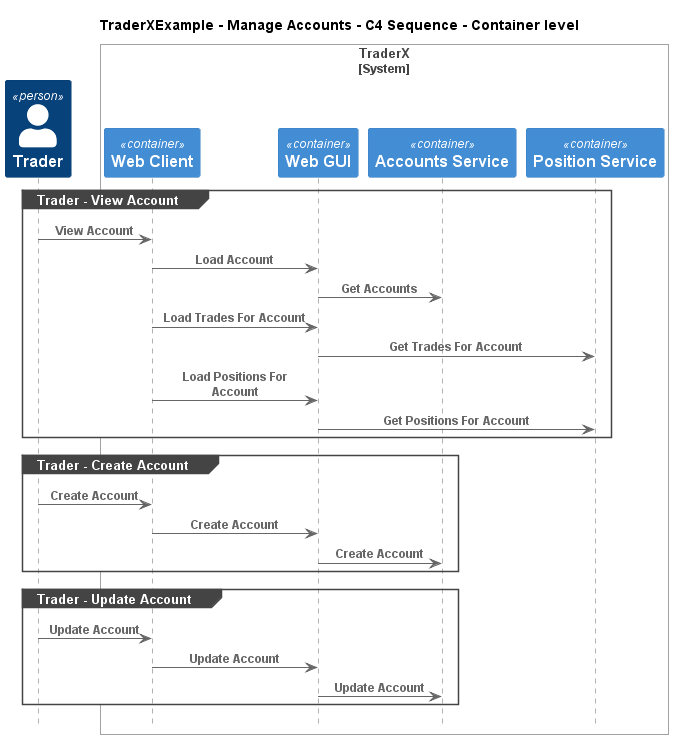 TraderXExample - Manage Accounts - C4 Sequence - Container level
TraderX
[System]
«person»
Trader
«container»
Web Client
«container»
Web GUI
«container»
Accounts Service
«container»
Position Service
Trader - View Account
View Account
Load Account
Get Accounts
Load Trades For Account
Get Trades For Account
Load Positions For
Account
Get Positions For Account
Trader - Create Account
Create Account
Create Account
Create Account
Trader - Update Account
Update Account
Update Account
Update Account